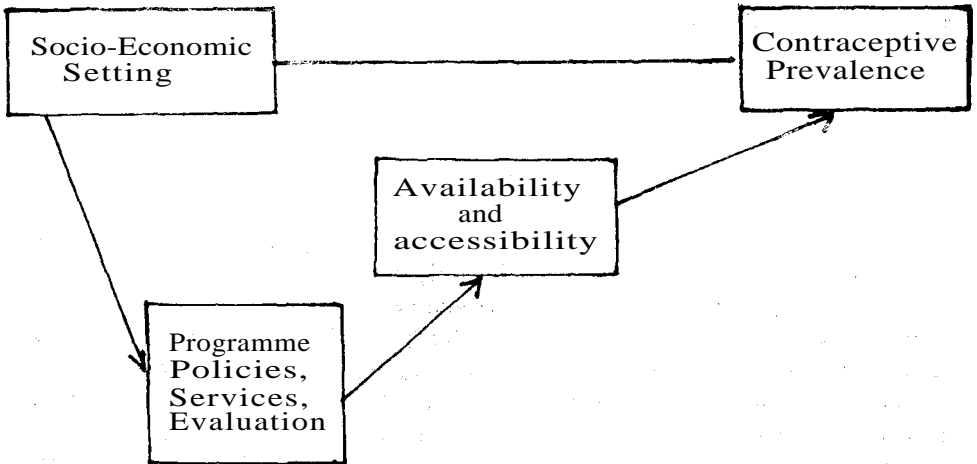 Socio-Economic
Setting
Contraceptive
Prevalence
Availability
and
accessibility
Programme
Policies,
Services,
Evaluation